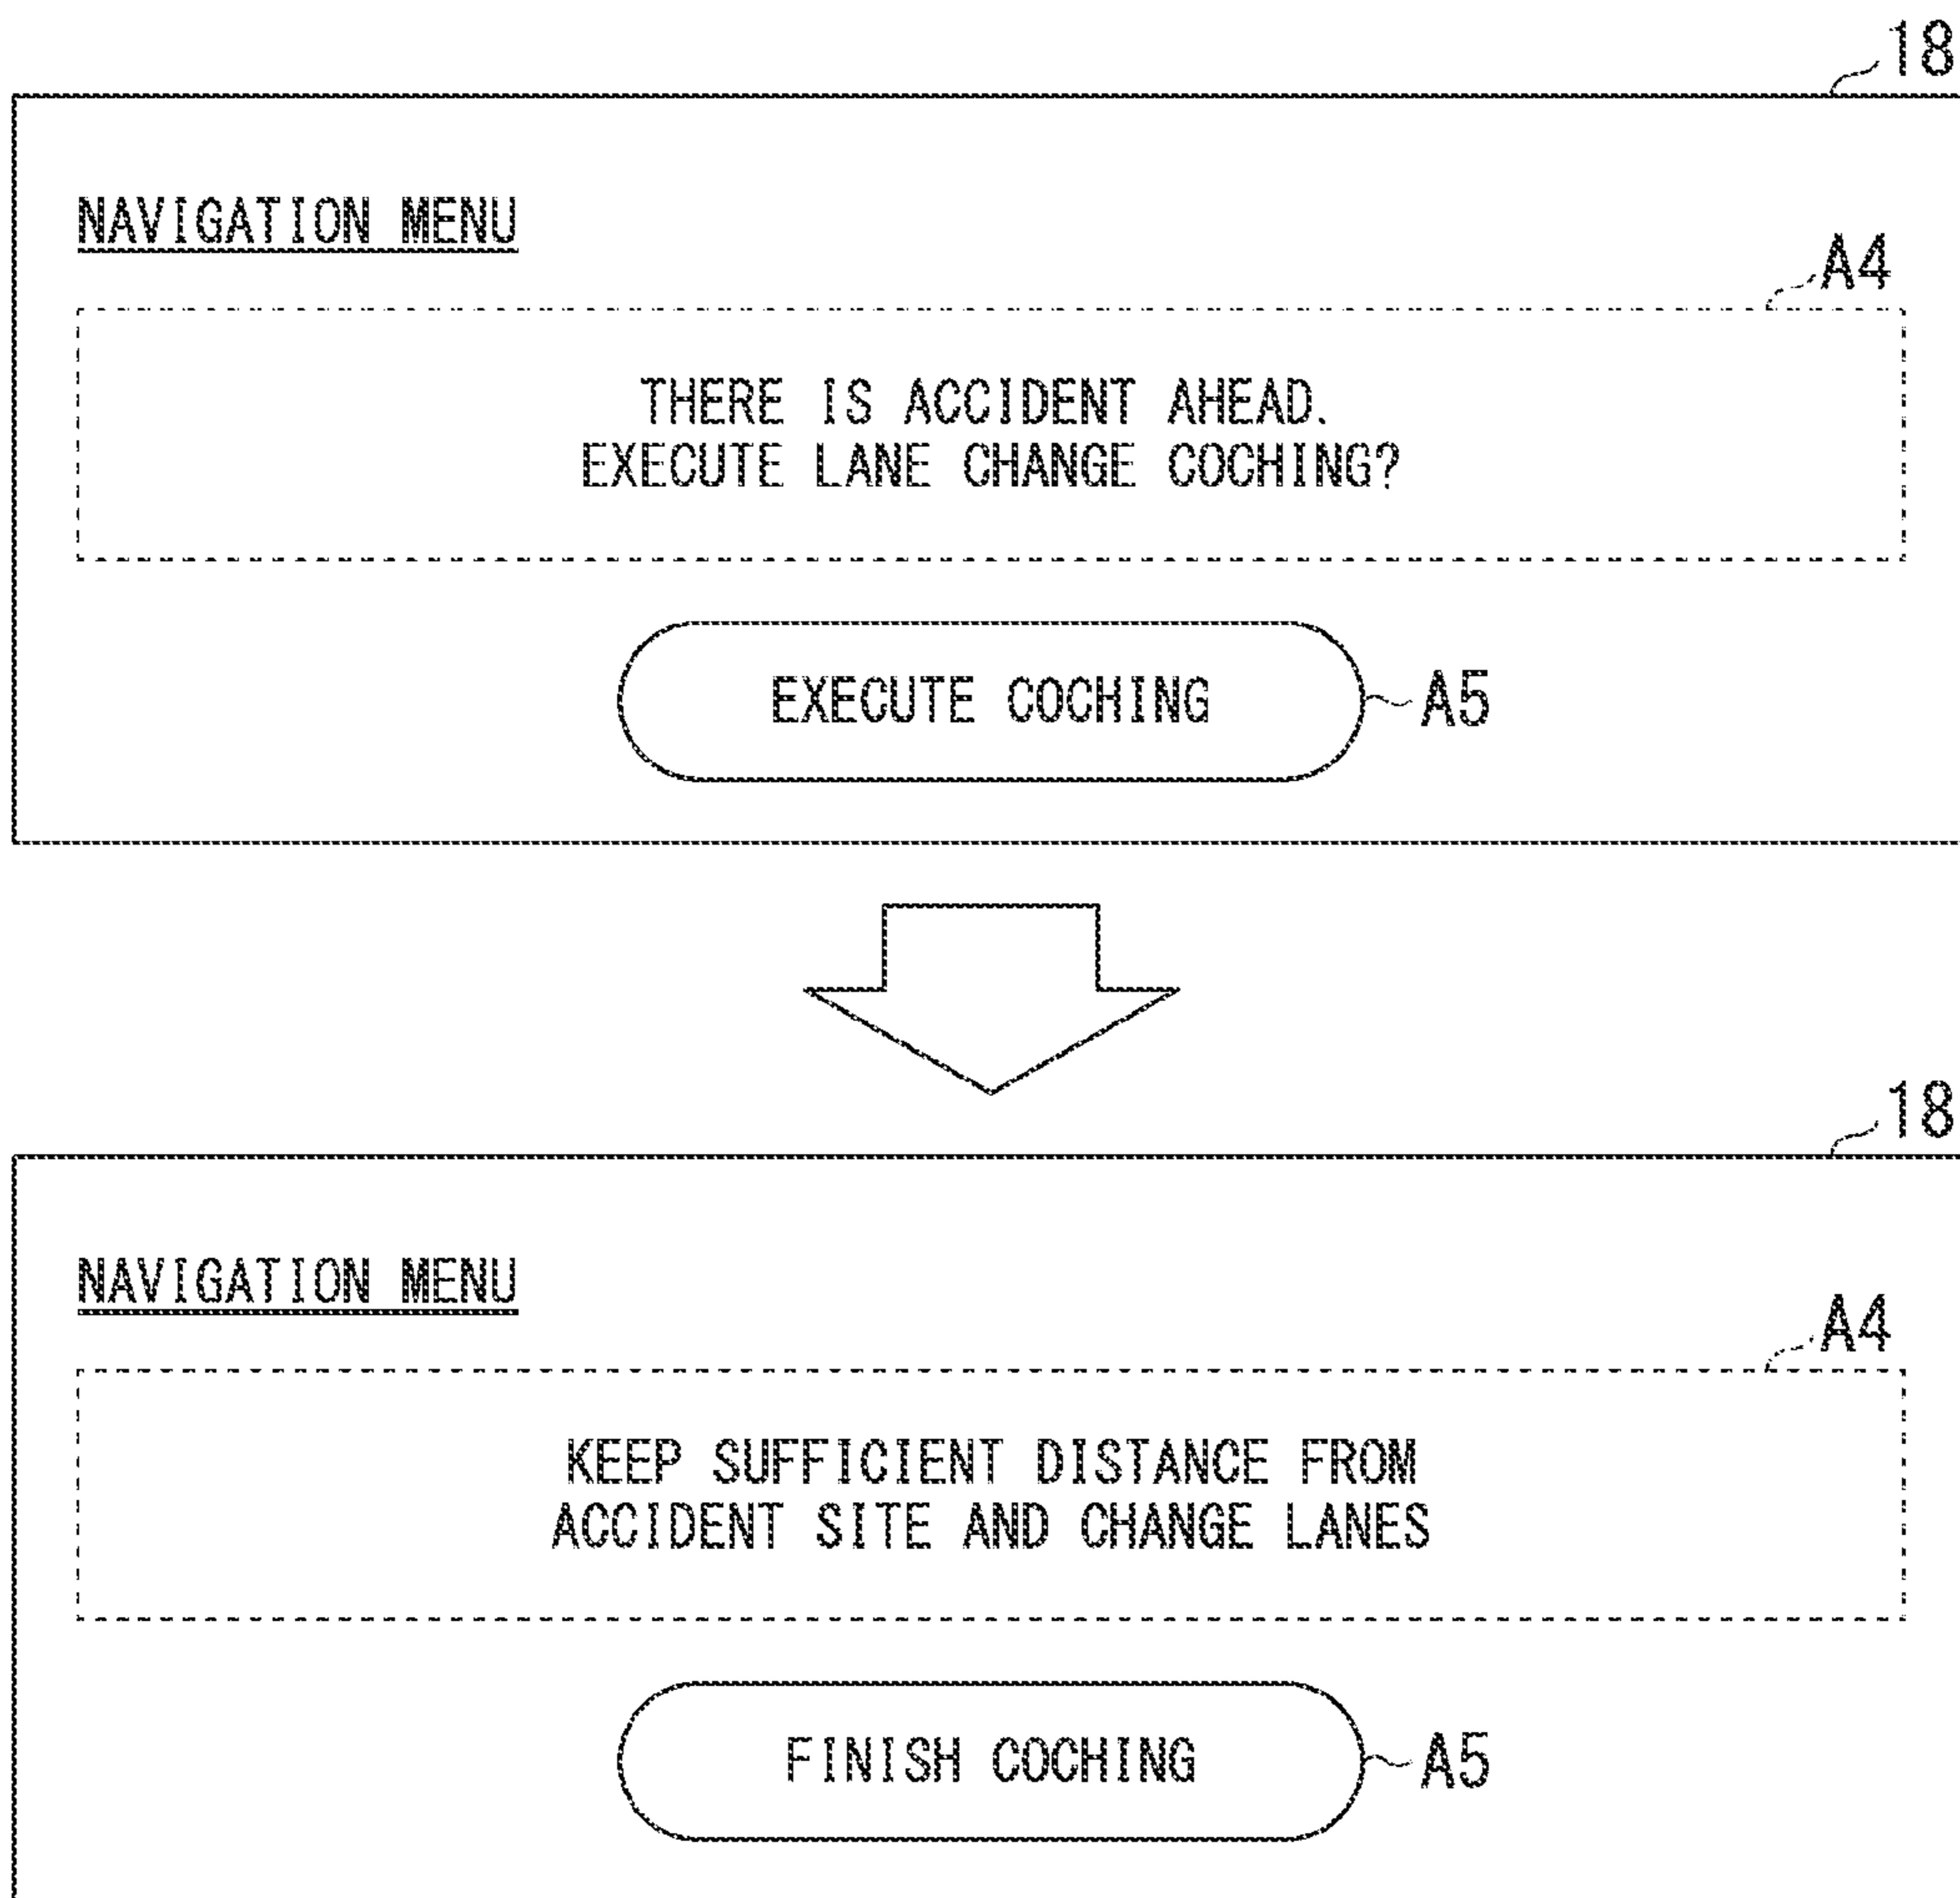 18
NAVIGATION MENU
A4
THERE IS ACCIDENT AHEAD.
EXECUTE LANE CHANGE COCHING?
EXECUTE COCHING
A5
18
NAVIGATION MENU
A4
KEEP SUFFICIENT DISTANCE FROM
ACCIDENT SITE AND CHANGE LANES
FINISH COCHING
A5